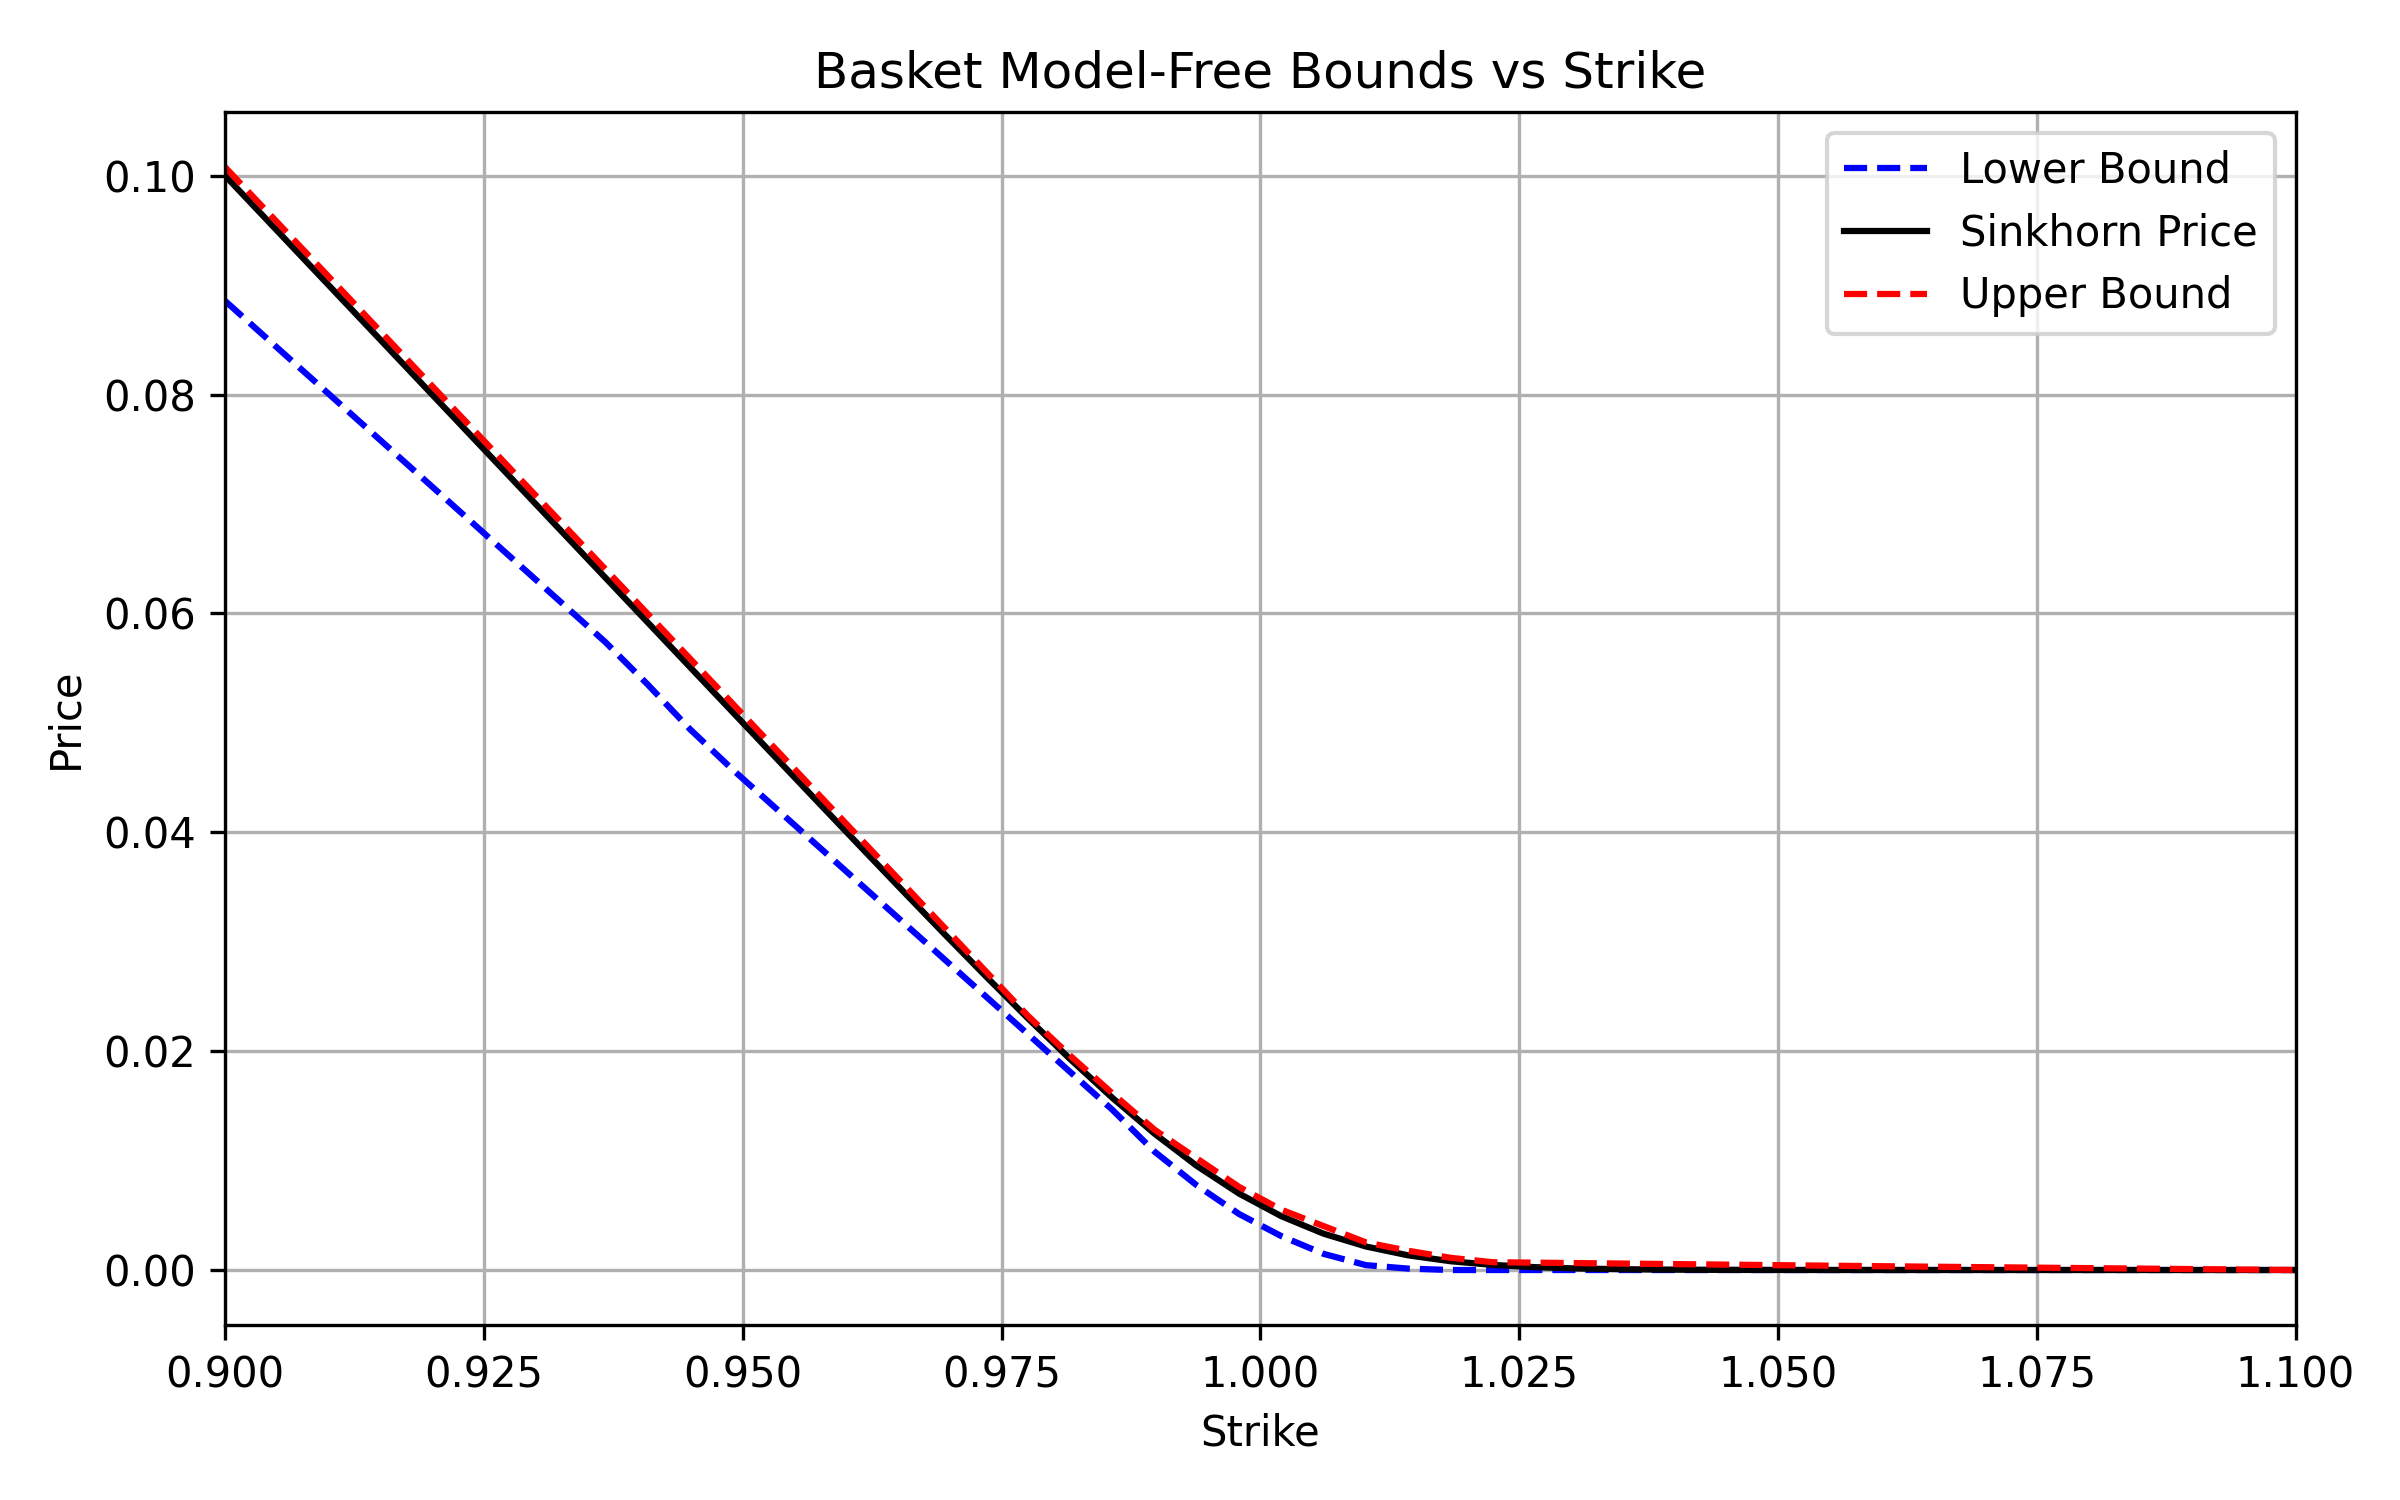 Basket Model-Free Bounds vs Strike
Lower Bound
Sinkhorn Price
Upper Bound
Price
0.10
0.08
0.06
0.04
0.02
0.00
0.900 0.925 0.950 0.975 1.000 1.025 1.050 1.075 1.100
Strike